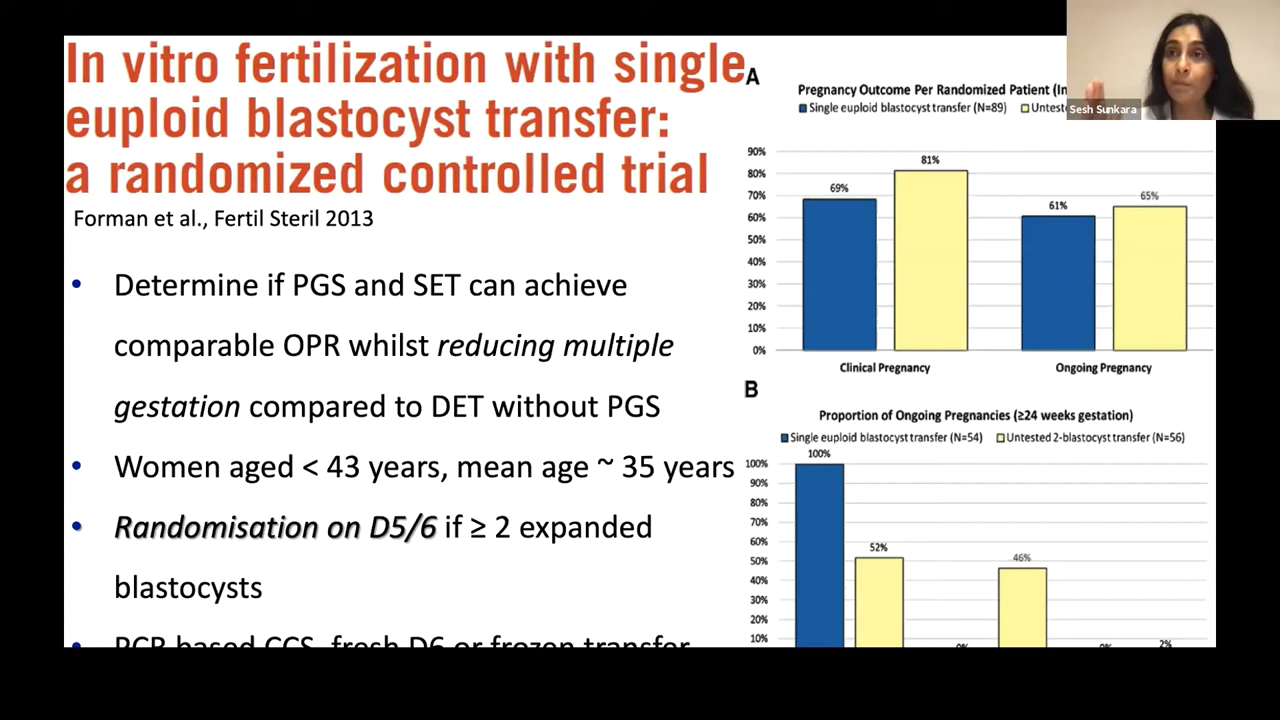 In vitro fertilization with single
euploid blastocyst transfer:
a randomized controlled trial
Forman et al., Fertil Steril 2013
• Determine if PGS and SET can achieve
comparable OPR whilst reducing multiple
gestation compared to DET without PGS
• Women aged < 43 years, mean age ~ 35 years
• Randomisation on D5/6 if ≥ 2 expanded
blastocysts
• PCR based CCS, fresh D6 or frozen transfer
A
Pregnancy Outcome Per Randomized Patient (In
Single euploid blastocyst transfer (N=89) Untes
Sesh Sunkara
90%
80%
70%
60%
50%
40%
30%
20%
10%
0%
69%
81%
61%
65%
Clinical Pregnancy
Ongoing Pregnancy
B
Proportion of Ongoing Pregnancies (≥24 weeks gestation)
Single euploid blastocyst transfer (N=54) Untested 2-blastocyst transfer (N=56)
100%
90%
80%
70%
60%
50%
40%
30%
20%
10%
100%
52%
0%
46%
0%
2%